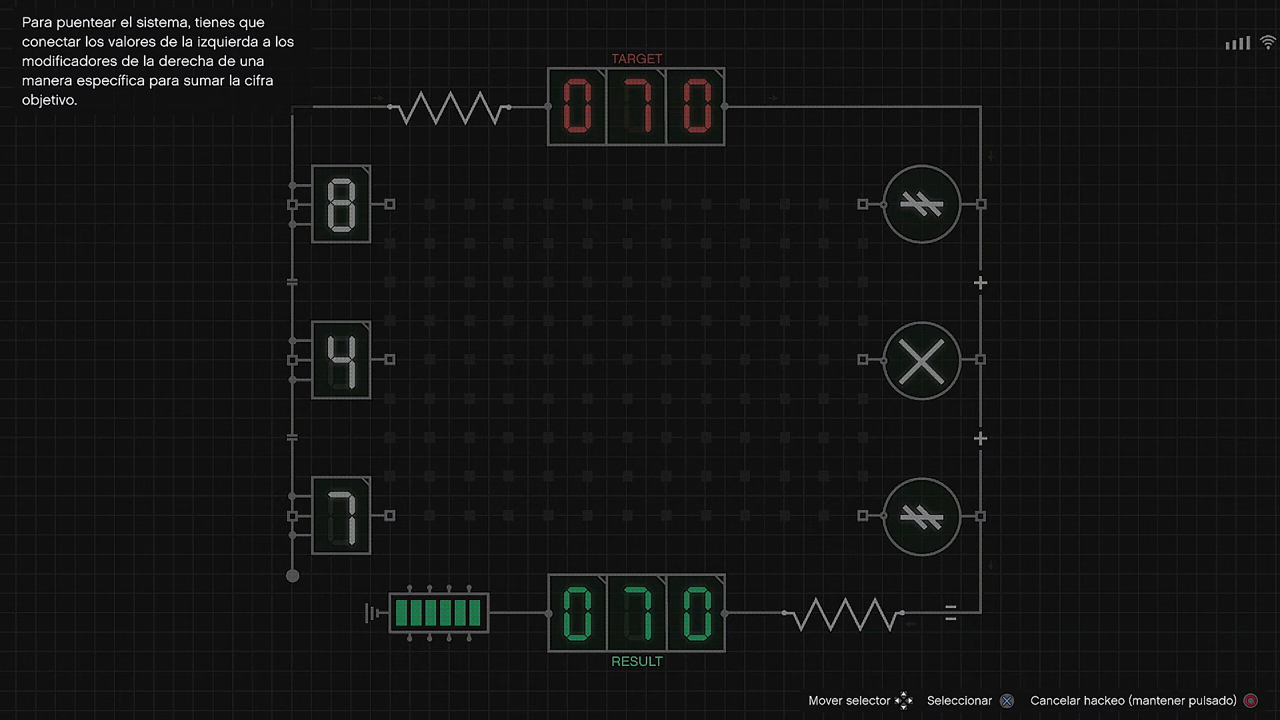 Para puentear el sistema, tienes que
conectar los valores de la izquierda a los
modificadores de la derecha de una
manera específica para sumar la cifra
objetivo.
TARGET
070
8
4
7
070
RESULT
Mover selector Seleccionar Cancelar hackeo (mantener pulsado)